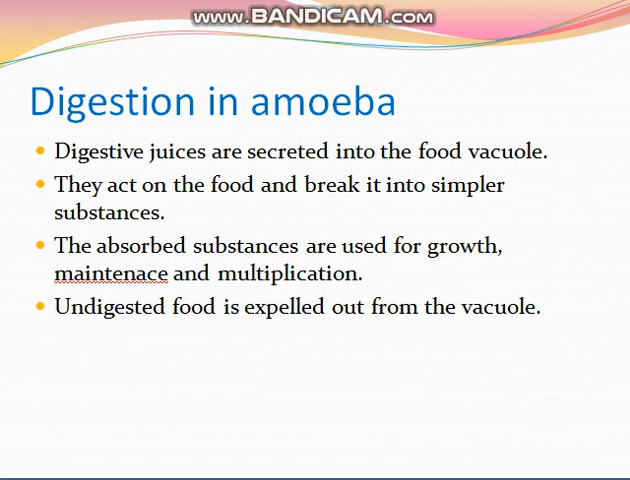 www.BANDICAM.com
Digestion in amoeba
Digestive juices are secreted into the food vacuole.
They act on the food and break it into simpler
substances.
The absorbed substances are used for growth,
maintenace and multiplication.
Undigested food is expelled out from the vacuole.